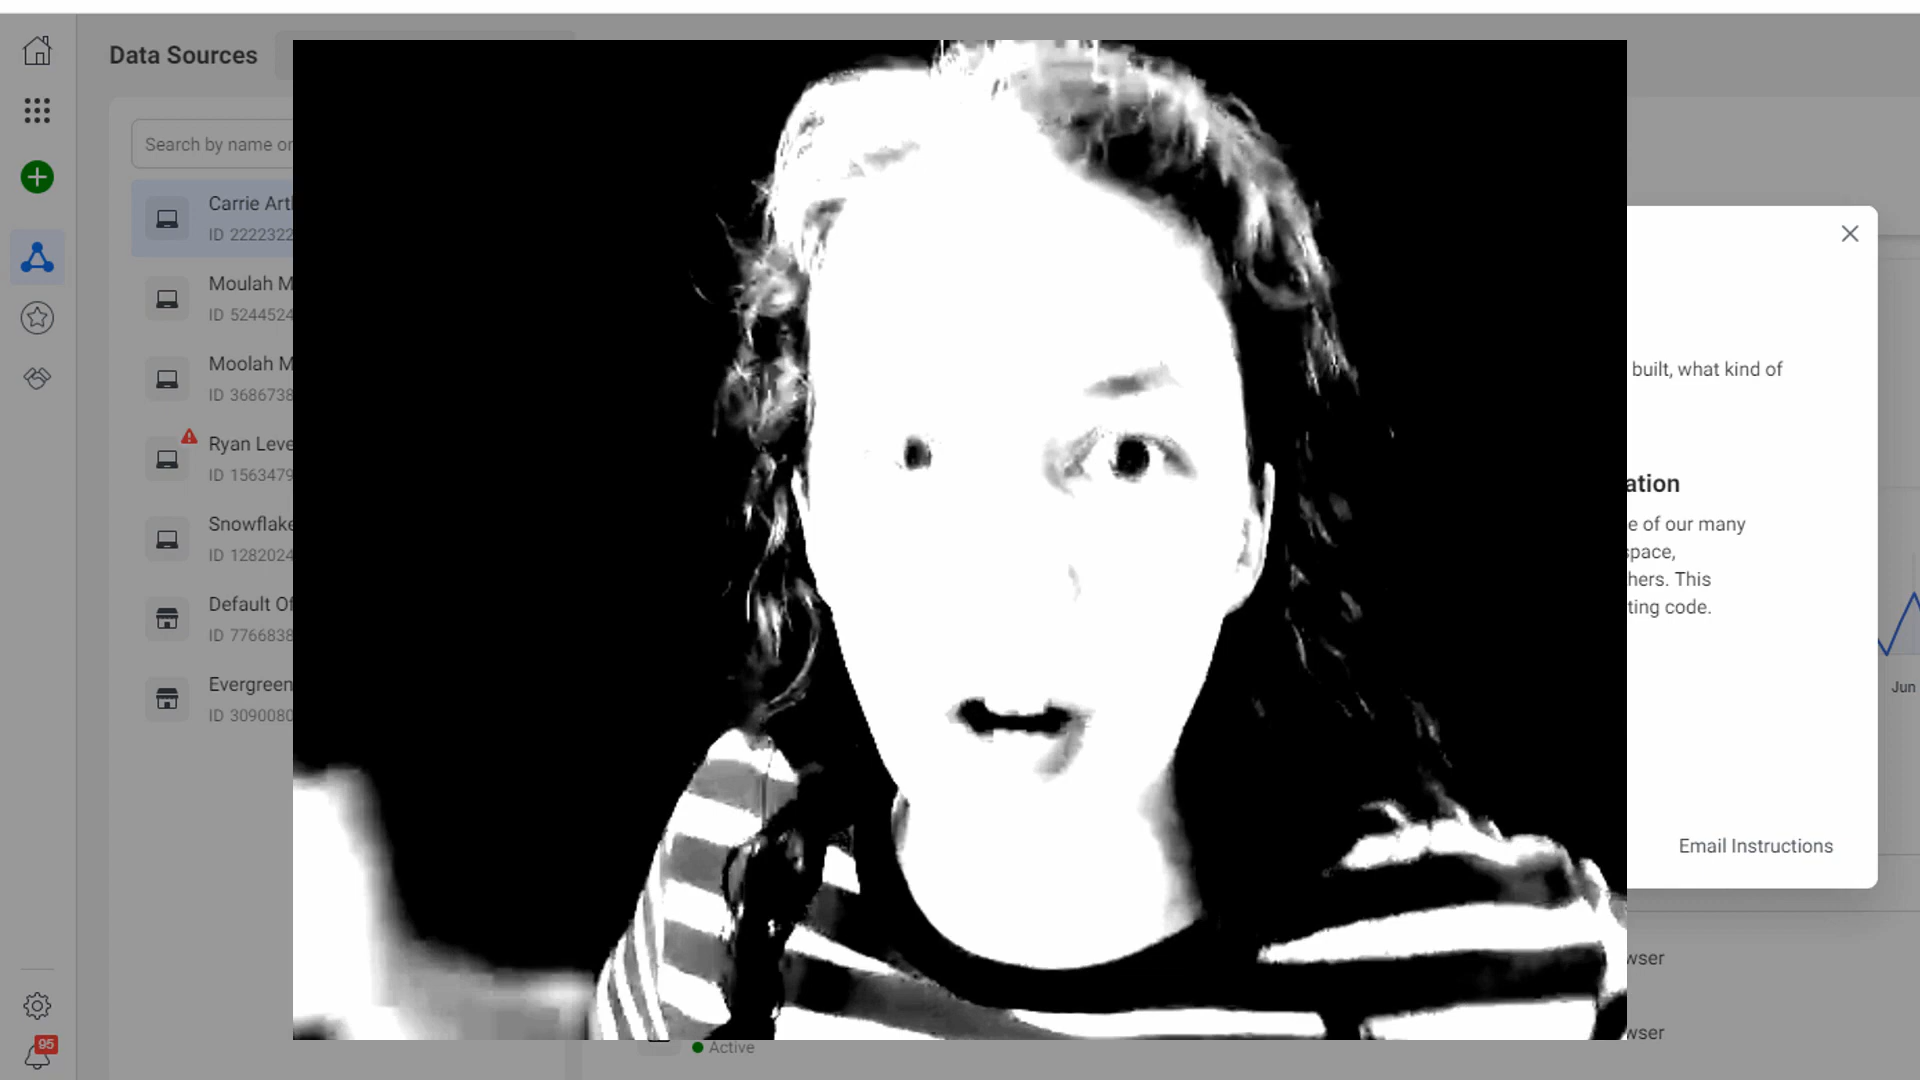 Data Sources
Search by name or
Carrie Art
ID 2222322
Moulah M
ID 5244524
Moolah M
ID 3686738
Ryan Leve
ID 1563479
Snowflake
ID 1282024
Default Of
ID 7766838
Evergreen
ID 3090080
built, what kind of
ation
e of our many
space,
hers. This
ting code.
Jun
Email Instructions
wser
wser
Active
95